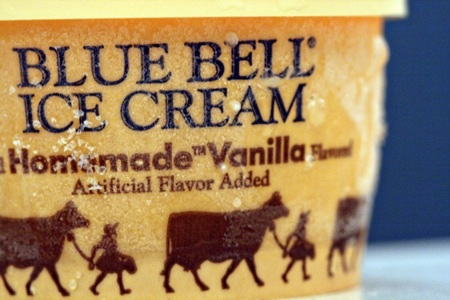 BLUE BELL®
ICE CREAM
Homemade™ Vanilla Flavored
Artificial Flavor Added